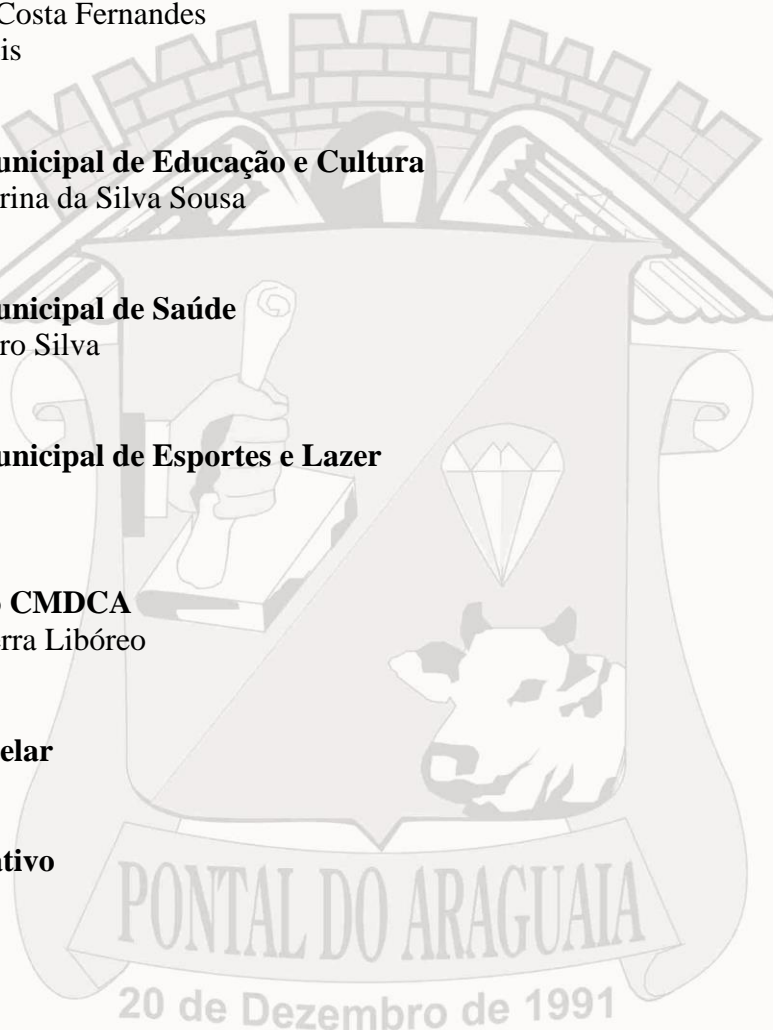 Costa Fernandes
is
unicipal de Educação e Cultura
rina da Silva Sousa
unicipal de Saúde
ro Silva
unicipal de Esportes e Lazer
CMDCA
erra Libóreo
elar
ativo
PONTAL DO ARAGUAIA
20 de Dezembro de 1991